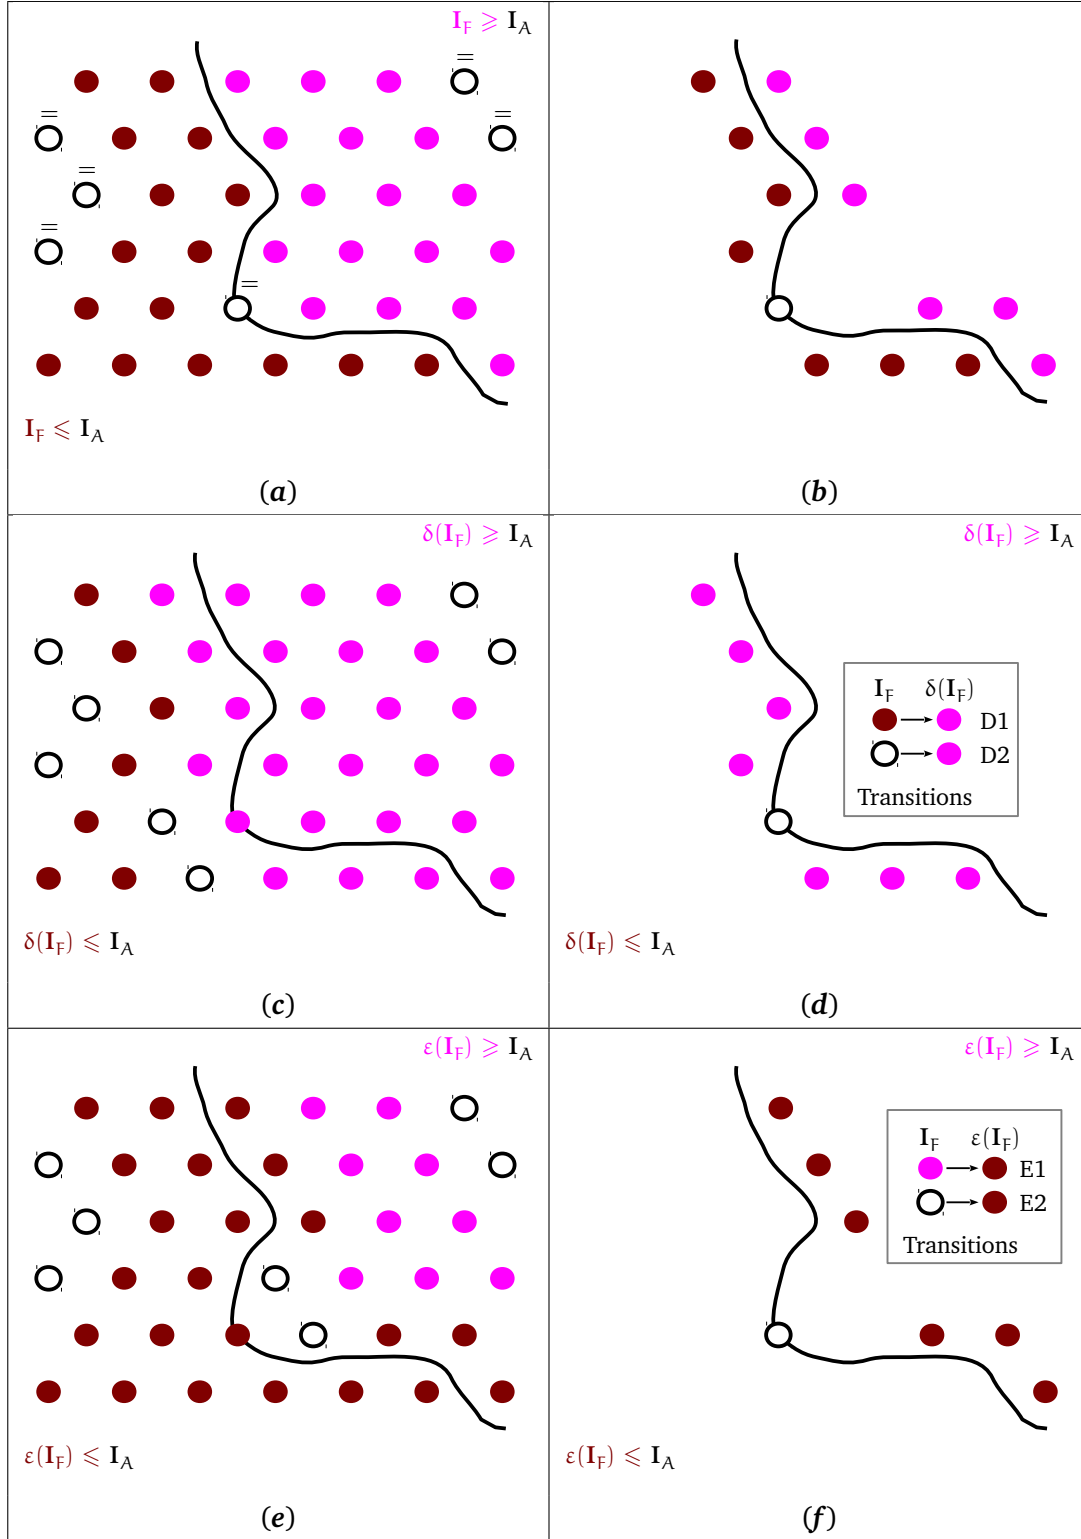 I_F ⩾ I_A
=
=
=
=
=
=
I_F ⩽ I_A
(a)
(b)
δ(I_F) ⩾ I_A
δ(I_F) ⩽ I_A
(c)
δ(I_F) ⩾ I_A
I_F δ(I_F)
D1
D2
Transitions
δ(I_F) ⩽ I_A
(d)
ε(I_F) ⩾ I_A
ε(I_F) ⩽ I_A
(e)
ε(I_F) ⩾ I_A
I_F ε(I_F)
E1
E2
Transitions
ε(I_F) ⩽ I_A
(f)